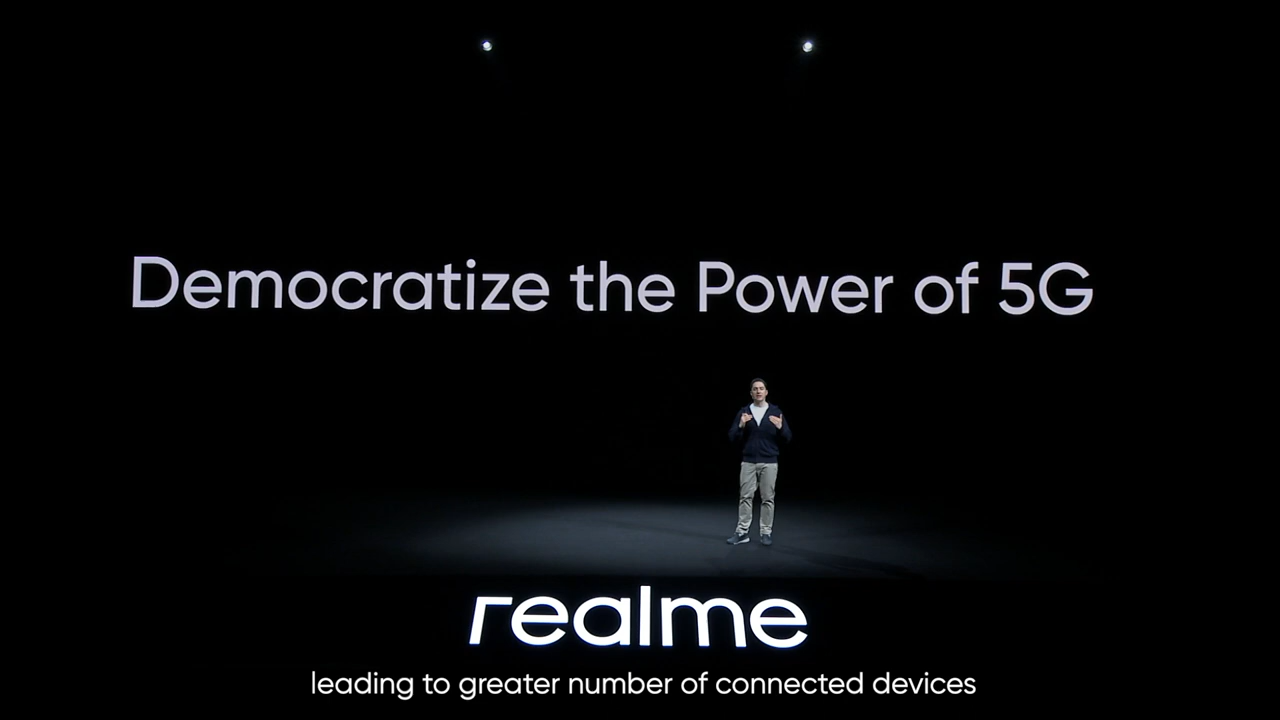 Democratize the Power of 5G
realme
leading to greater number of connected devices